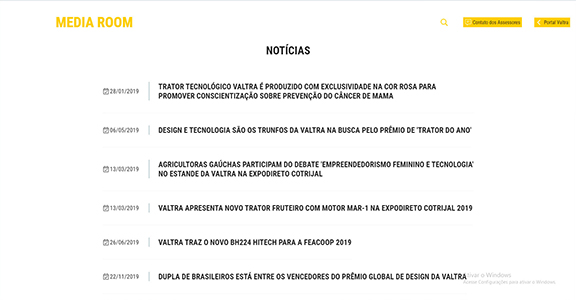 MEDIA ROOM
Contato dos Assessores
Portal Valtra
NOTÍCIAS
28/01/2019
TRATOR TECNOLÓGICO VALTRA É PRODUZIDO COM EXCLUSIVIDADE NA COR ROSA PARA
PROMOVER CONSCIENTIZAÇÃO SOBRE PREVENÇÃO DO CÂNCER DE MAMA
06/05/2019
DESIGN E TECNOLOGIA SÃO OS TRUNFOS DA VALTRA NA BUSCA PELO PRÊMIO DE 'TRATOR DO ANO'
13/03/2019
AGRICULTORAS GAÚCHAS PARTICIPAM DO DEBATE 'EMPREENDEDORISMO FEMININO E TECNOLOGIA'
NO ESTANDE DA VALTRA NA EXPODIRETO COTRIJAL
13/03/2019
VALTRA APRESENTA NOVO TRATOR FRUTEIRO COM MOTOR MAR-1 NA EXPODIRETO COTRIJAL 2019
26/06/2019
VALTRA TRAZ O NOVO BH224 HITECH PARA A FEACOOP 2019
22/11/2019
DUPLA DE BRASILEIROS ESTÁ ENTRE OS VENCEDORES DO PRÊMIO GLOBAL DE DESIGN DA VALTRA
Ativar o Windows
Acesse Configurações para ativar o Windows.